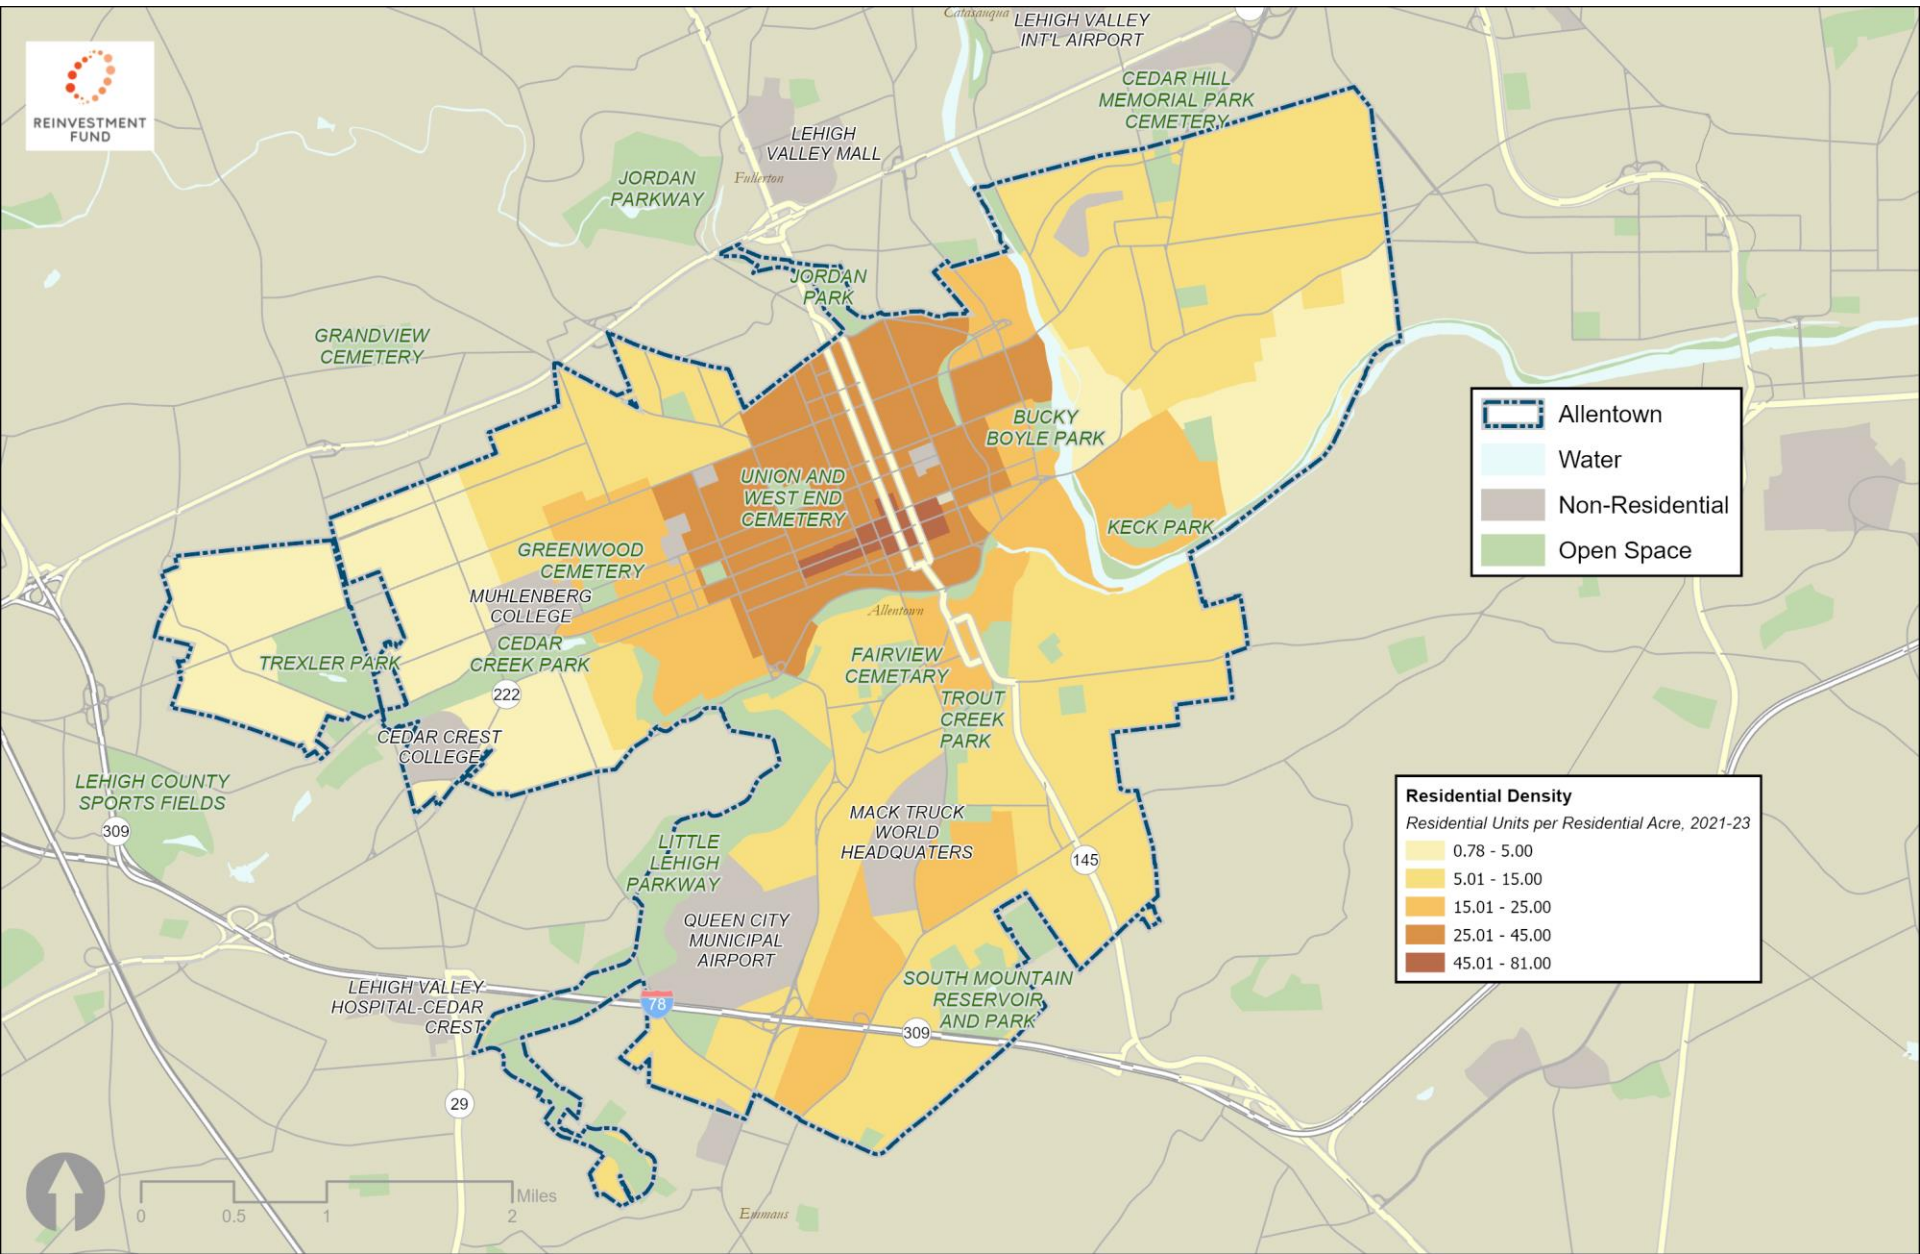 Catasauqua
LEHIGH VALLEY
INT'L AIRPORT
REINVESTMENT
FUND
CEDAR HILL
MEMORIAL PARK
CEMETERY
LEHIGH
VALLEY MALL
Fullerton
JORDAN
PARKWAY
JORDAN
PARK
GRANDVIEW
CEMETERY
BUCKY
BOYLE PARK
Allentown
Water
Non-Residential
Open Space
UNION AND
WEST END
CEMETERY
KECK PARK
GREENWOOD
CEMETERY
MUHLENBERG
COLLEGE
Allentown
CEDAR
CREEK PARK
TREXLER PARK
FAIRVIEW
CEMETARY
222
TROUT
CREEK
PARK
CEDAR CREST
COLLEGE
LEHIGH COUNTY
SPORTS FIELDS
309
MACK TRUCK
WORLD
HEADQUATERS
LITTLE
LEHIGH
PARKWAY
145
Residential Density
Residential Units per Residential Acre, 2021-23
0.78 - 5.00
5.01 - 15.00
15.01 - 25.00
25.01 - 45.00
45.01 - 81.00
QUEEN CITY
MUNICIPAL
AIRPORT
SOUTH MOUNTAIN
RESERVOIR
AND PARK
LEHIGH VALLEY
HOSPITAL-CEDAR
CREST
78
309
29
Miles
0 0.5 1 2
Emmaus